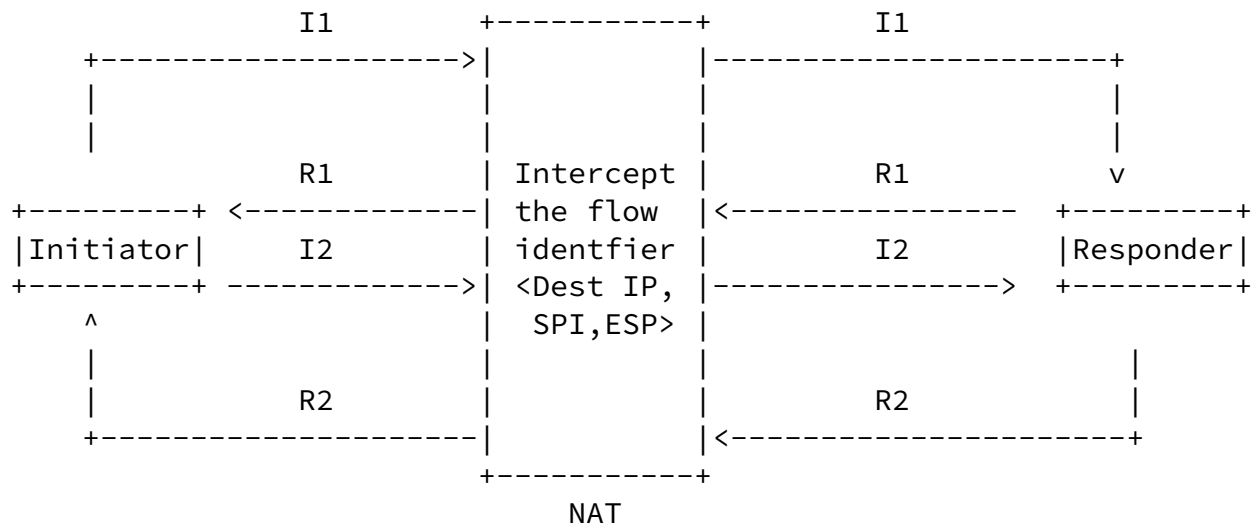 I1 I1
R1 Intercept R1
the flow
Initiator I2 identfier I2 Responder
<Dest IP,
SPI,ESP>
R2 R2
NAT